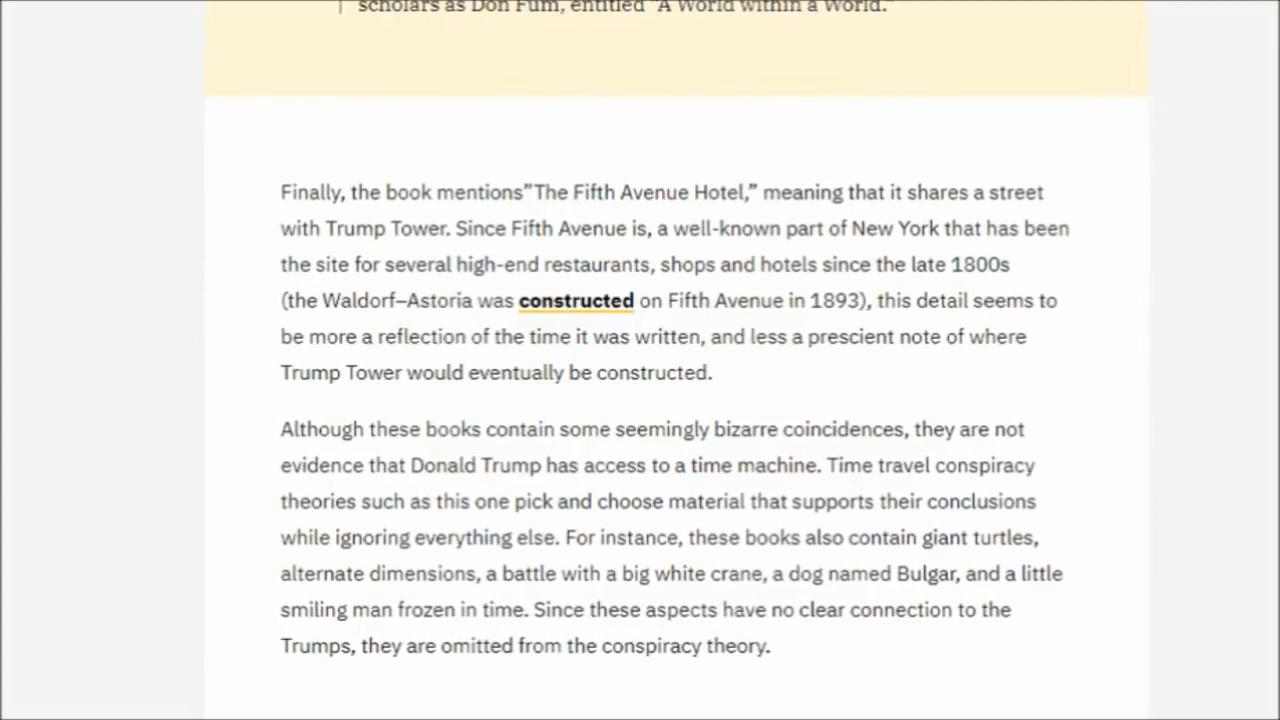 scholars as Don Fum, entitled "A World within a World."
Finally, the book mentions”The Fifth Avenue Hotel,” meaning that it shares a street
with Trump Tower. Since Fifth Avenue is, a well-known part of New York that has been
the site for several high-end restaurants, shops and hotels since the late 1800s
(the Waldorf–Astoria was constructed on Fifth Avenue in 1893), this detail seems to
be more a reflection of the time it was written, and less a prescient note of where
Trump Tower would eventually be constructed.
Although these books contain some seemingly bizarre coincidences, they are not
evidence that Donald Trump has access to a time machine. Time travel conspiracy
theories such as this one pick and choose material that supports their conclusions
while ignoring everything else. For instance, these books also contain giant turtles,
alternate dimensions, a battle with a big white crane, a dog named Bulgar, and a little
smiling man frozen in time. Since these aspects have no clear connection to the
Trumps, they are omitted from the conspiracy theory.